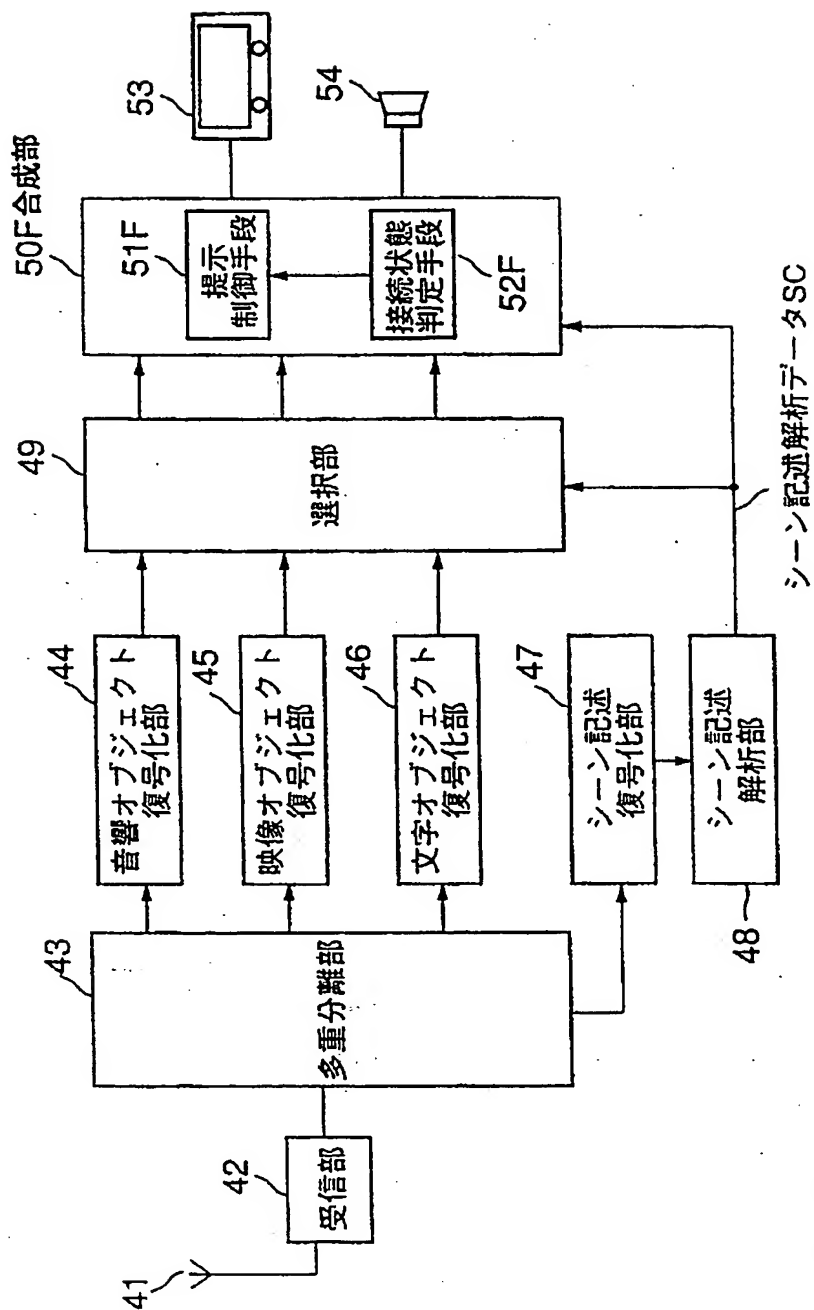 41
42
受信部
43
多重分離部
44
音響オブジェクト
復号化部
45
映像オブジェクト
復号化部
46
文字オブジェクト
復号化部
47
シーン記述
復号化部
シーン記述
解析部
48
49
選択部
50F合成部
51F
提示
制御手段
接続状態
判定手段
52F
53
54
シーン記述解析データSC